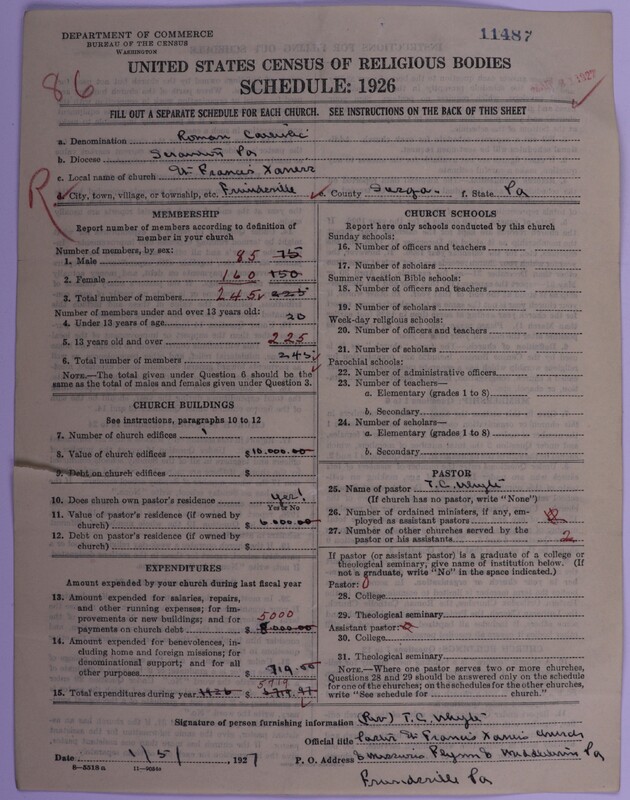 DEPARTMENT OF COMMERCE
BUREAU OF THE CENSUS
WASHINGTON
11487
1927
86
UNITED STATES CENSUS OF RELIGIOUS BODIES
SCHEDULE: 1926
FILL OUT A SEPARATE SCHEDULE FOR EACH CHURCH. SEE INSTRUCTIONS ON THE BACK OF THIS SHEET
a. Denomination Roman Catholic
b. Diocese Scranton Pa
c. Local name of church St Francis Xaviers
R
d. City, town, village, or township, etc. Friendsville e. County Susq. f. State Pa
MEMBERSHIP
Report number of members according to definition of
member in your church
Number of members, by sex:
1. Male 85 75
2. Female 160 150
3. Total number of members 245 225
Number of members under and over 13 years old:
4. Under 13 years of age 20
5. 13 years old and over 225
6. Total number of members 245
NOTE.—The total given under Question 6 should be the
same as the total of males and females given under Question 3.
CHURCH BUILDINGS
See instructions, paragraphs 10 to 12
7. Number of church edifices 1
8. Value of church edifices $ 10.000.00
9. Debt on church edifices $
10. Does church own pastor's residence yes!
Yes or No
11. Value of pastor's residence (if owned by
church) $ 6.000.00
12. Debt on pastor's residence (if owned by
church) $
EXPENDITURES
Amount expended by your church during last fiscal year
13. Amount expended for salaries, repairs,
and other running expenses; for im-
provements or new buildings; and for 5000
payments on church debt $ 8.000.00
14. Amount expended for benevolences, in-
cluding home and foreign missions; for
denominational support; and for all
other purposes $ 719.00
5719
15. Total expenditures during year 1926 $
CHURCH SCHOOLS
Report here only schools conducted by this church
Sunday schools:
16. Number of officers and teachers
17. Number of scholars
Summer vacation Bible schools:
18. Number of officers and teachers
19. Number of scholars
Week-day religious schools:
20. Number of officers and teachers
21. Number of scholars
Parochial schools:
22. Number of administrative officers
23. Number of teachers—
a. Elementary (grades 1 to 8)
b. Secondary
24. Number of scholars—
a. Elementary (grades 1 to 8)
b. Secondary
PASTOR
25. Name of pastor T.C. Whyte
(If church has no pastor, write "None")
26. Number of ordained ministers, if any, em-
ployed as assistant pastors
27. Number of other churches served by the
pastor or his assistants 2
If pastor (or assistant pastor) is a graduate of a college or
theological seminary, give name of institution below. (If
not a graduate, write "No" in the space indicated.)
Pastor: 0
28. College
29. Theological seminary
Assistant pastor:
30. College
31. Theological seminary
NOTE.—Where one pastor serves two or more churches,
Questions 28 and 29 should be answered only on the schedule
for one of the churches; on the schedules for the other churches,
write "See schedule for church."
Signature of person furnishing information (Rev) T.C. Whyte
Official title Pastor St Francis Xaviers church
Date 1/5/ 1927 P. O. Address
8-5518a 11-9051a
Friendsville Pa